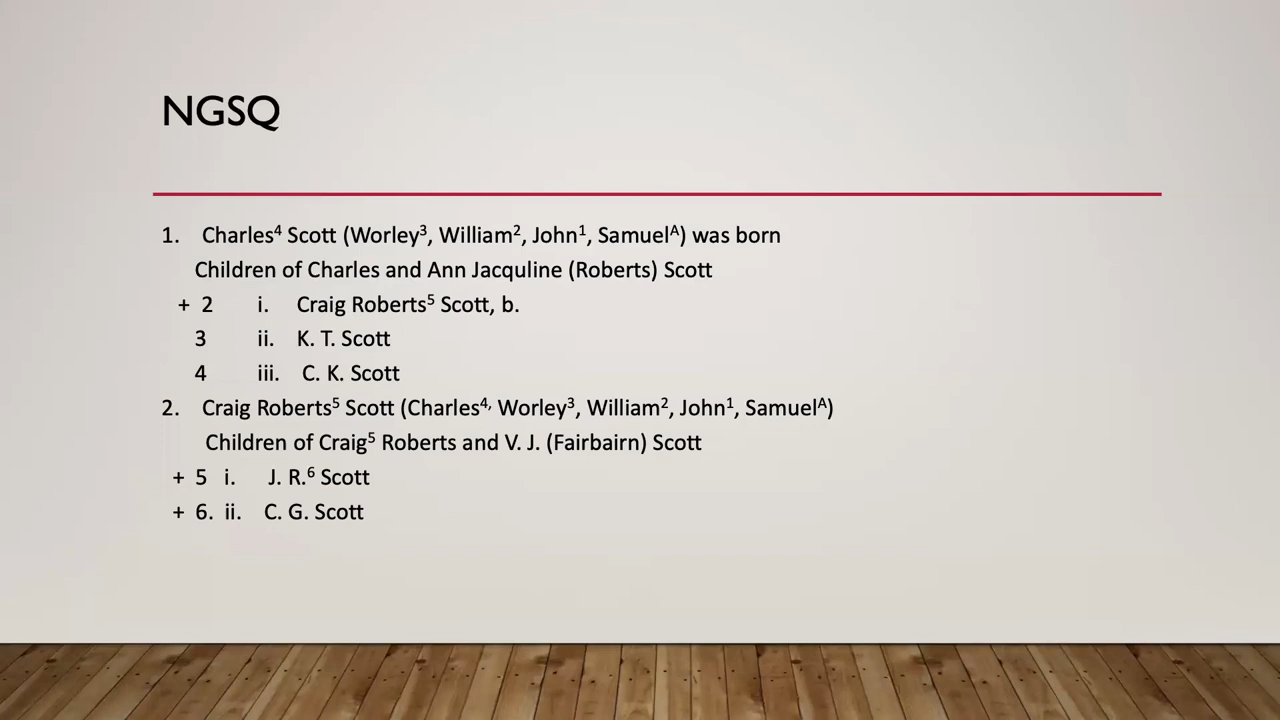 NGSQ
1. Charles⁴ Scott (Worley³, William², John¹, Samuelᴬ) was born
Children of Charles and Ann Jacquline (Roberts) Scott
+ 2 i. Craig Roberts⁵ Scott, b.
3 ii. K. T. Scott
4 iii. C. K. Scott
2. Craig Roberts⁵ Scott (Charles⁴, Worley³, William², John¹, Samuelᴬ)
Children of Craig⁵ Roberts and V. J. (Fairbairn) Scott
+ 5 i. J. R.⁶ Scott
+ 6. ii. C. G. Scott